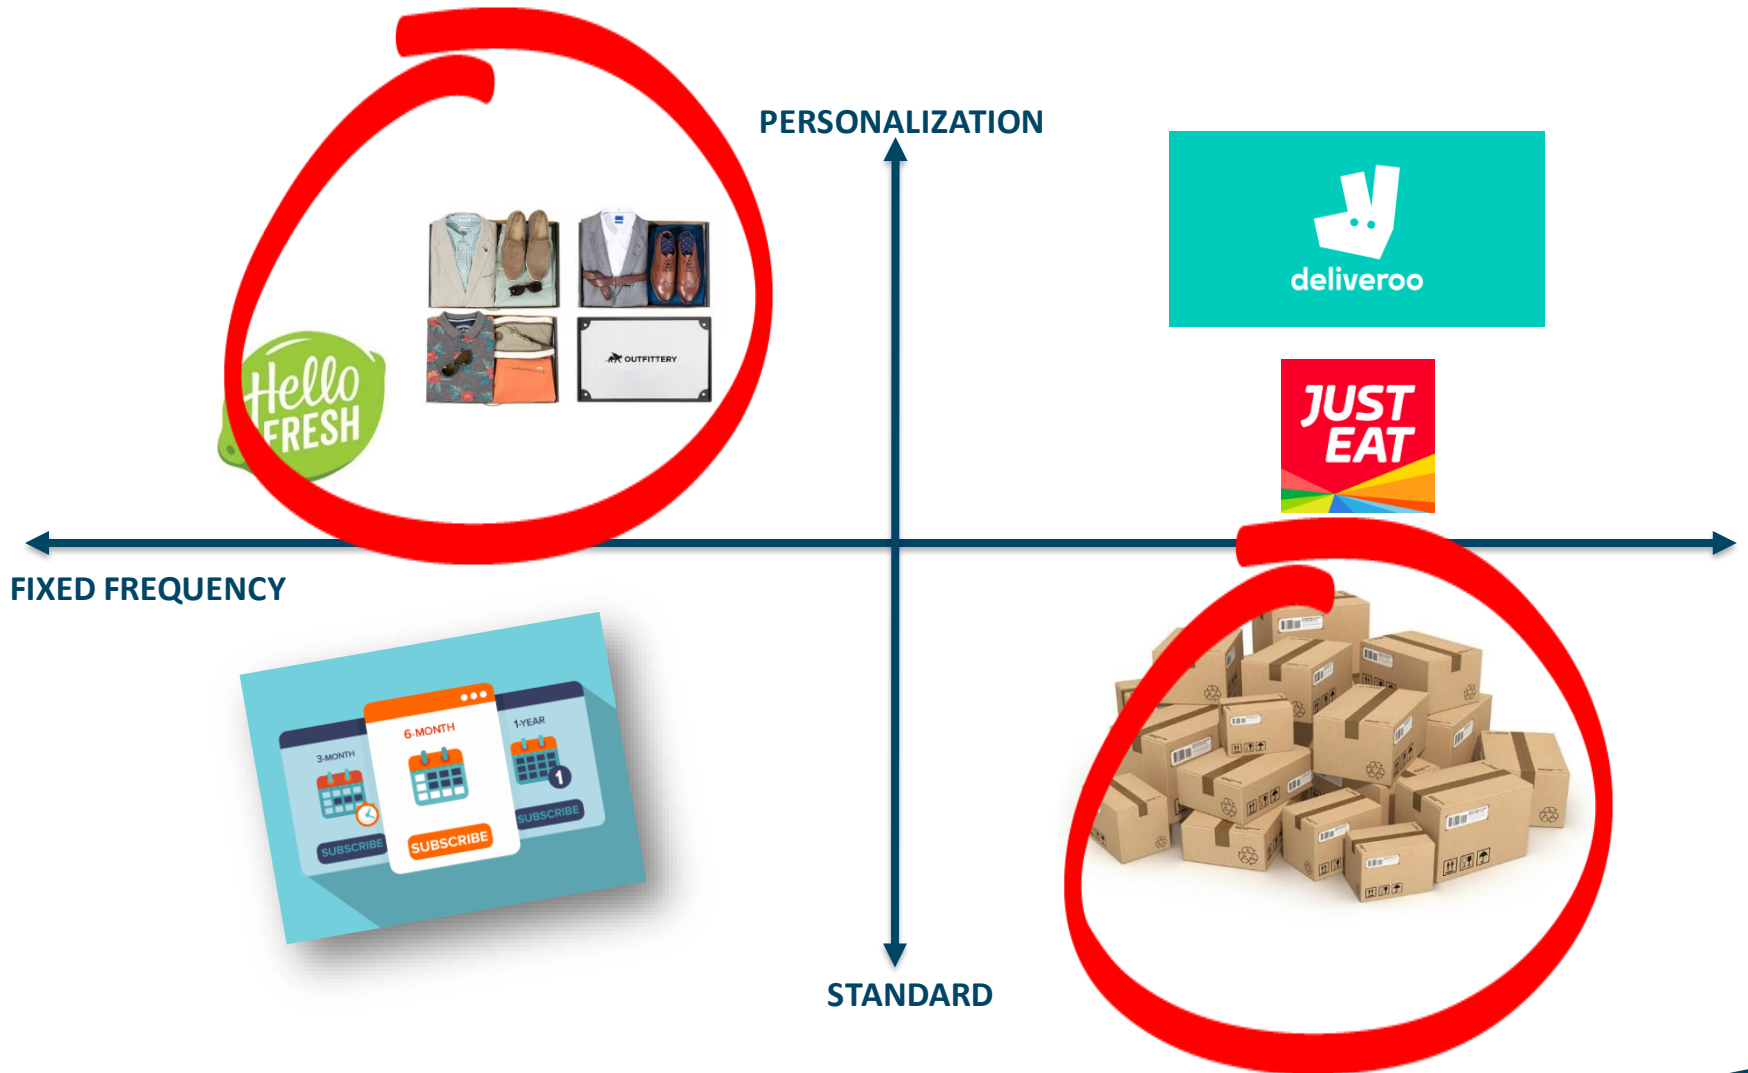 PERSONALIZATION
deliveroo
OUTFITTERY
Hello
FRESH
JUST
EAT
FIXED FREQUENCY
3-MONTH
SUBSCRIBE
6-MONTH
SUBSCRIBE
1-YEAR
1
SUBSCRIBE
STANDARD